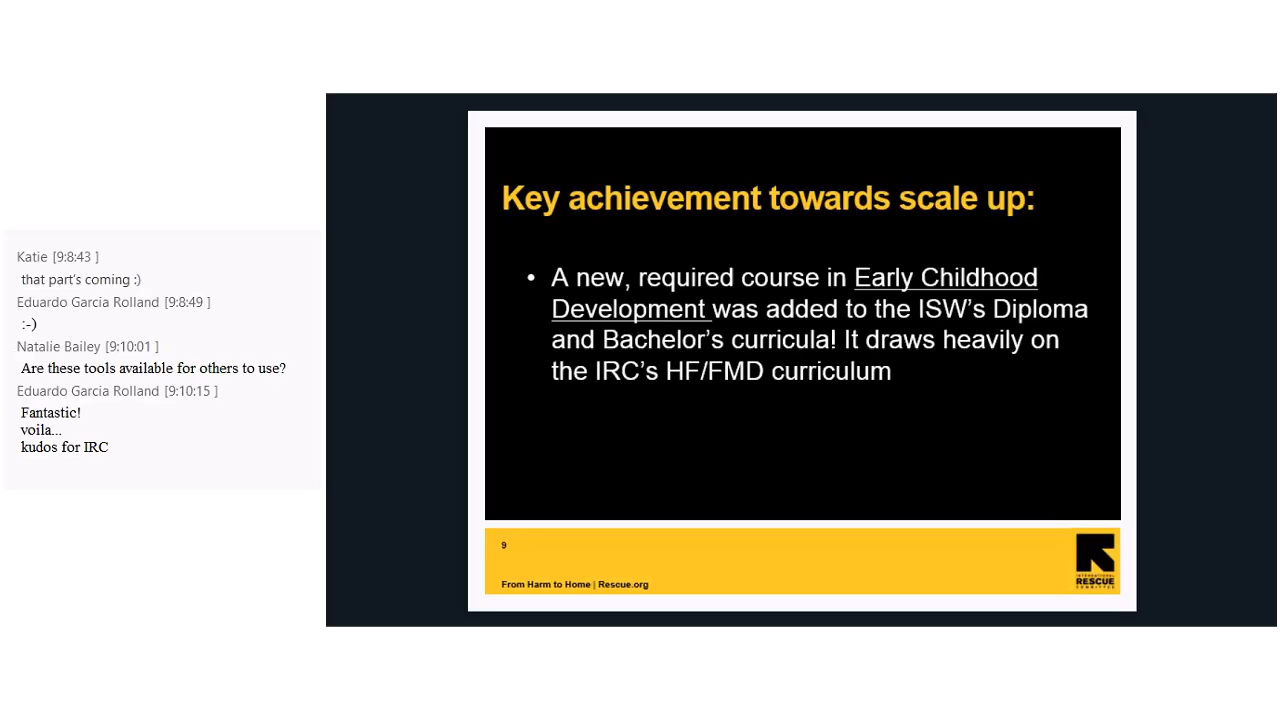 Katie [9:8:43 ]
that part's coming :)
Eduardo Garcia Rolland [9:8:49 ]
:-)
Natalie Bailey [9:10:01 ]
Are these tools available for others to use?
Eduardo Garcia Rolland [9:10:15 ]
Fantastic!
voila...
kudos for IRC
Key achievement towards scale up:
• A new, required course in Early Childhood
Development was added to the ISW's Diploma
and Bachelor's curricula! It draws heavily on
the IRC's HF/FMD curriculum
9
From Harm to Home | Rescue.org
INTERNATIONAL
RESCUE
COMMITTEE